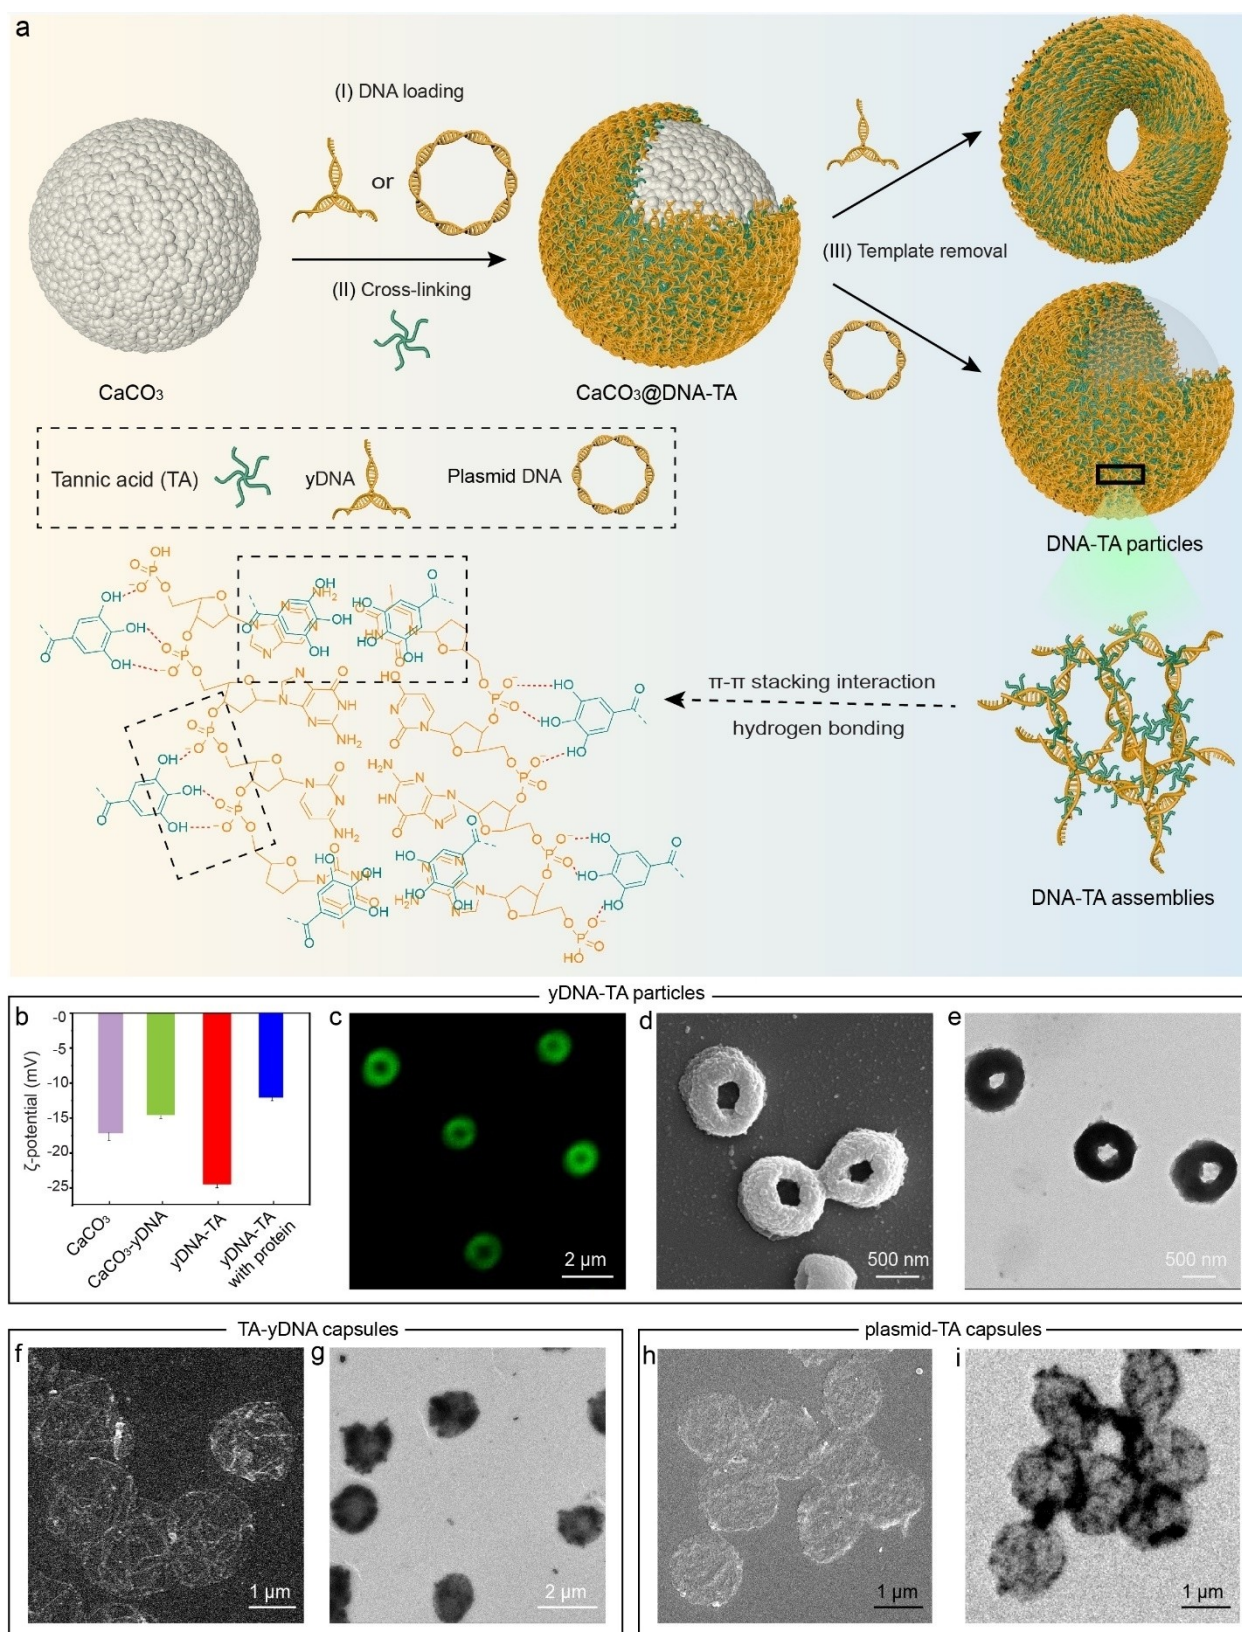 a
(I) DNA loading
or
(II) Cross-linking
(III) Template removal
CaCO₃
CaCO₃@DNA-TA
Tannic acid (TA)
yDNA
Plasmid DNA
DNA-TA particles
π-π stacking interaction
hydrogen bonding
DNA-TA assemblies
yDNA-TA particles
b
ζ-potential (mV)
-0
-5
-10
-15
-20
-25
CaCO₃
CaCO₃-yDNA
yDNA-TA
yDNA-TA
with protein
c
2 µm
d
500 nm
e
500 nm
TA-yDNA capsules
f
1 µm
g
2 µm
plasmid-TA capsules
h
1 µm
i
1 µm